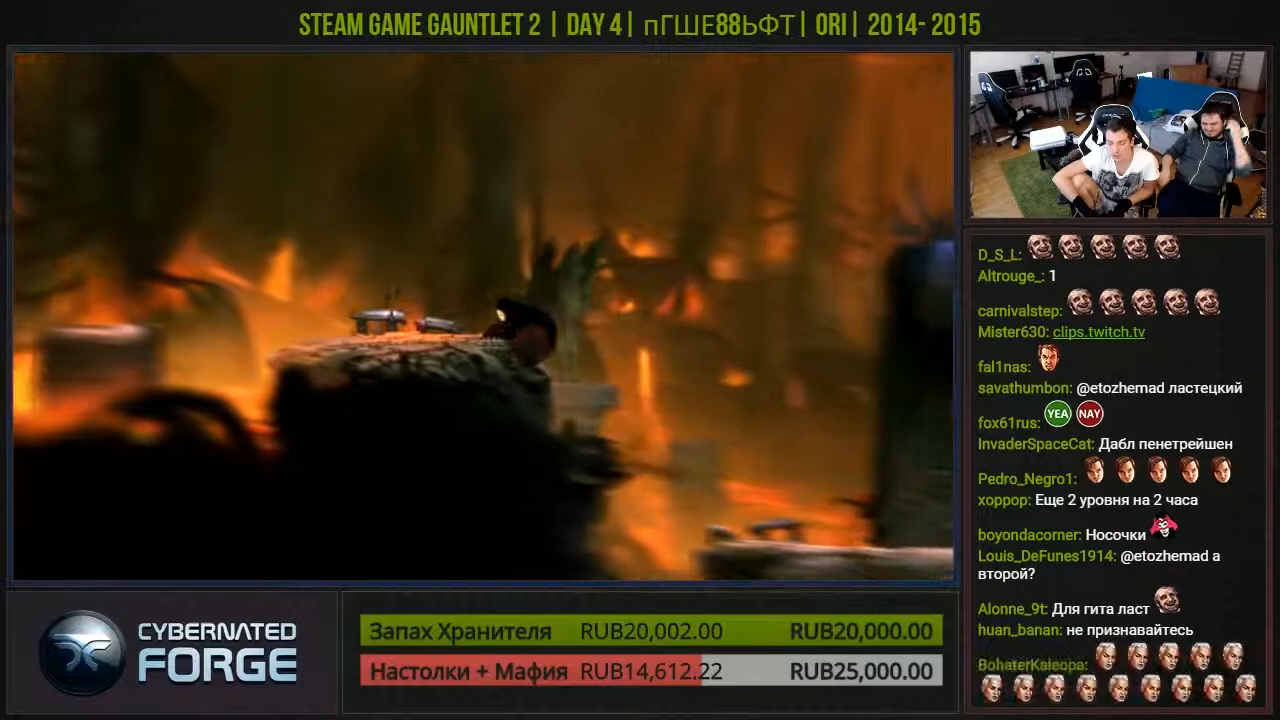 STEAM GAME GAUNTLET 2 | DAY 4| пГШЕ88ЬФТ| ORI| 2014- 2015
D_S_L:
Altrouge_: 1
carnivalstep:
Mister630: clips.twitch.tv
fal1nas:
savathumbon: @etozhemad ластецкий
fox61rus: YEA NAY
InvaderSpaceCat: Дабл пенетрейшен
Pedro_Negro1:
xoppop: Еще 2 уровня на 2 часа
boyondacorner: Носочки
Louis_DeFunes1914: @etozhemad а
второй?
Alonne_9t: Для гита ласт
huan_banan: не признавайтесь
BohaterKaleopa:
CYBERNATED
FORGE
Запах Хранителя RUB20,002.00 RUB20,000.00
Настолки + Мафия RUB14,612.22 RUB25,000.00